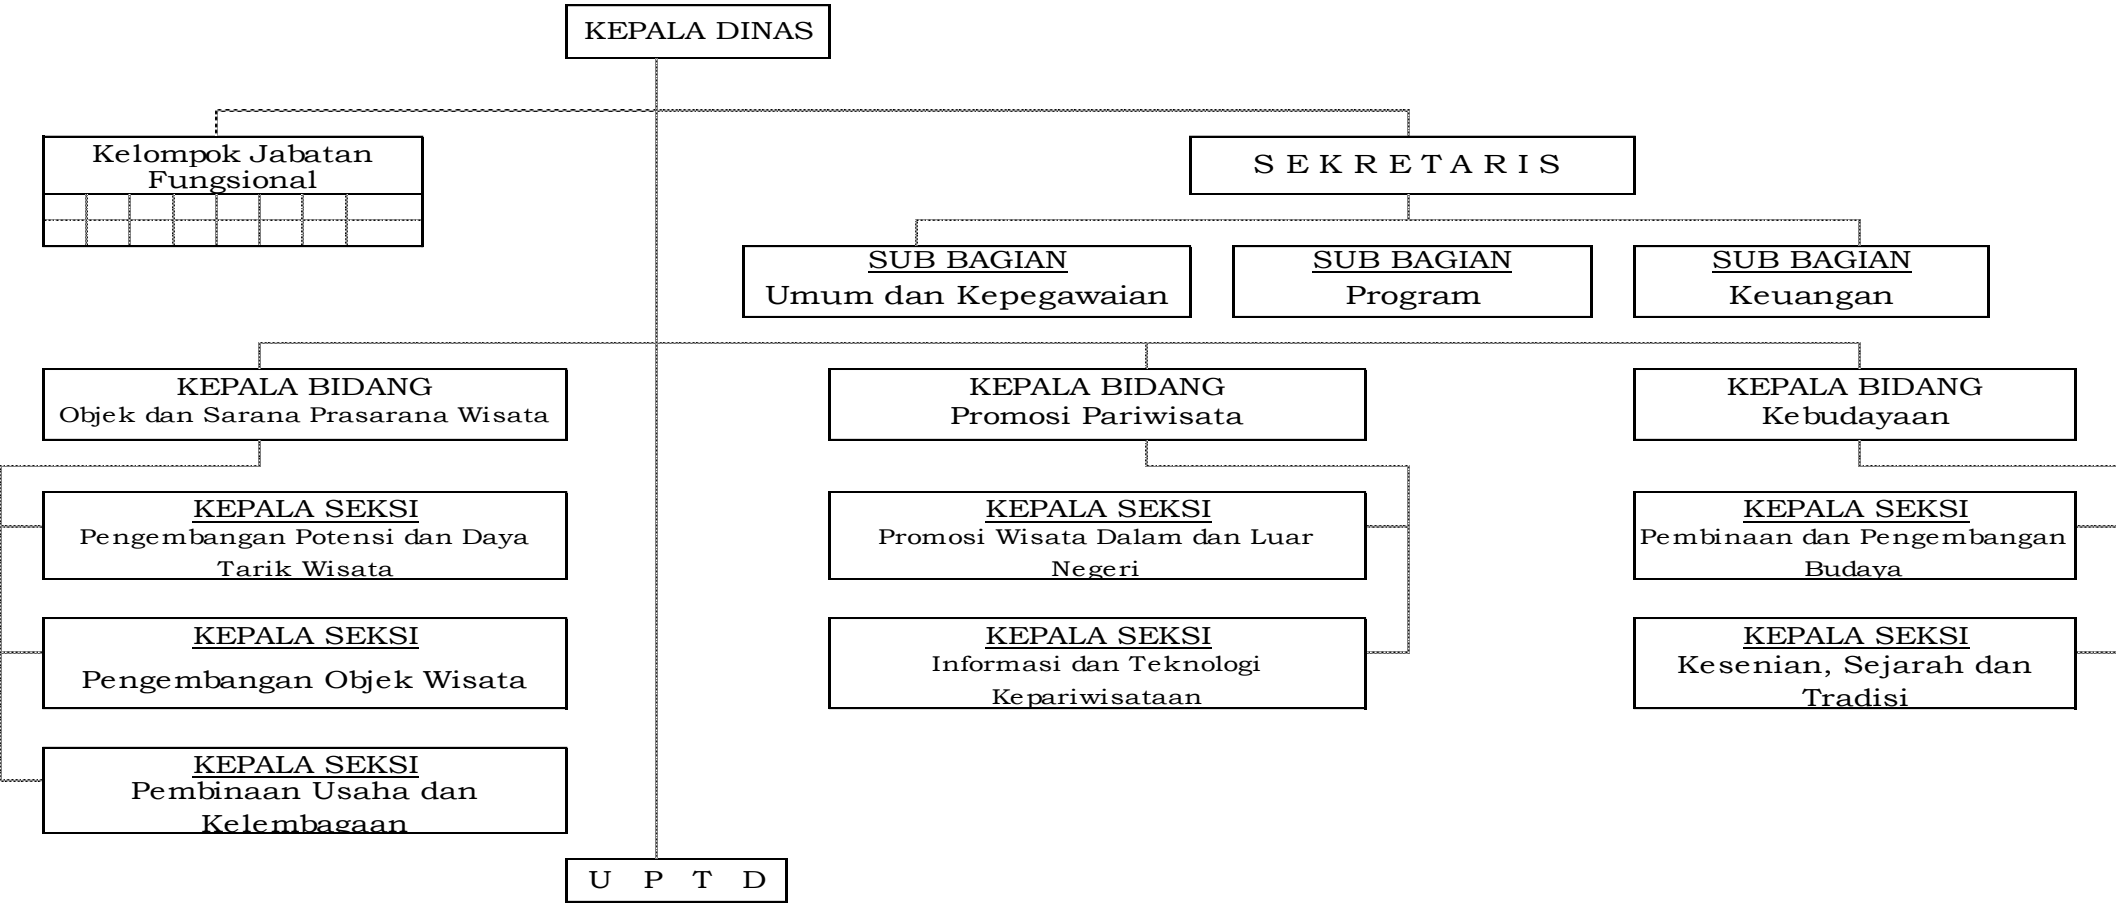 KEPALA DINAS
Kelompok Jabatan
Fungsional
S E K R E T A R I S
SUB BAGIAN
Umum dan Kepegawaian
SUB BAGIAN
Program
SUB BAGIAN
Keuangan
KEPALA BIDANG
Objek dan Sarana Prasarana Wisata
KEPALA BIDANG
Promosi Pariwisata
KEPALA BIDANG
Kebudayaan
KEPALA SEKSI
Pengembangan Potensi dan Daya
Tarik Wisata
KEPALA SEKSI
Promosi Wisata Dalam dan Luar
Negeri
KEPALA SEKSI
Pembinaan dan Pengembangan
Budaya
KEPALA SEKSI
Pengembangan Objek Wisata
KEPALA SEKSI
Informasi dan Teknologi
Kepariwisataan
KEPALA SEKSI
Kesenian, Sejarah dan
Tradisi
KEPALA SEKSI
Pembinaan Usaha dan
Kelembagaan
U P T D